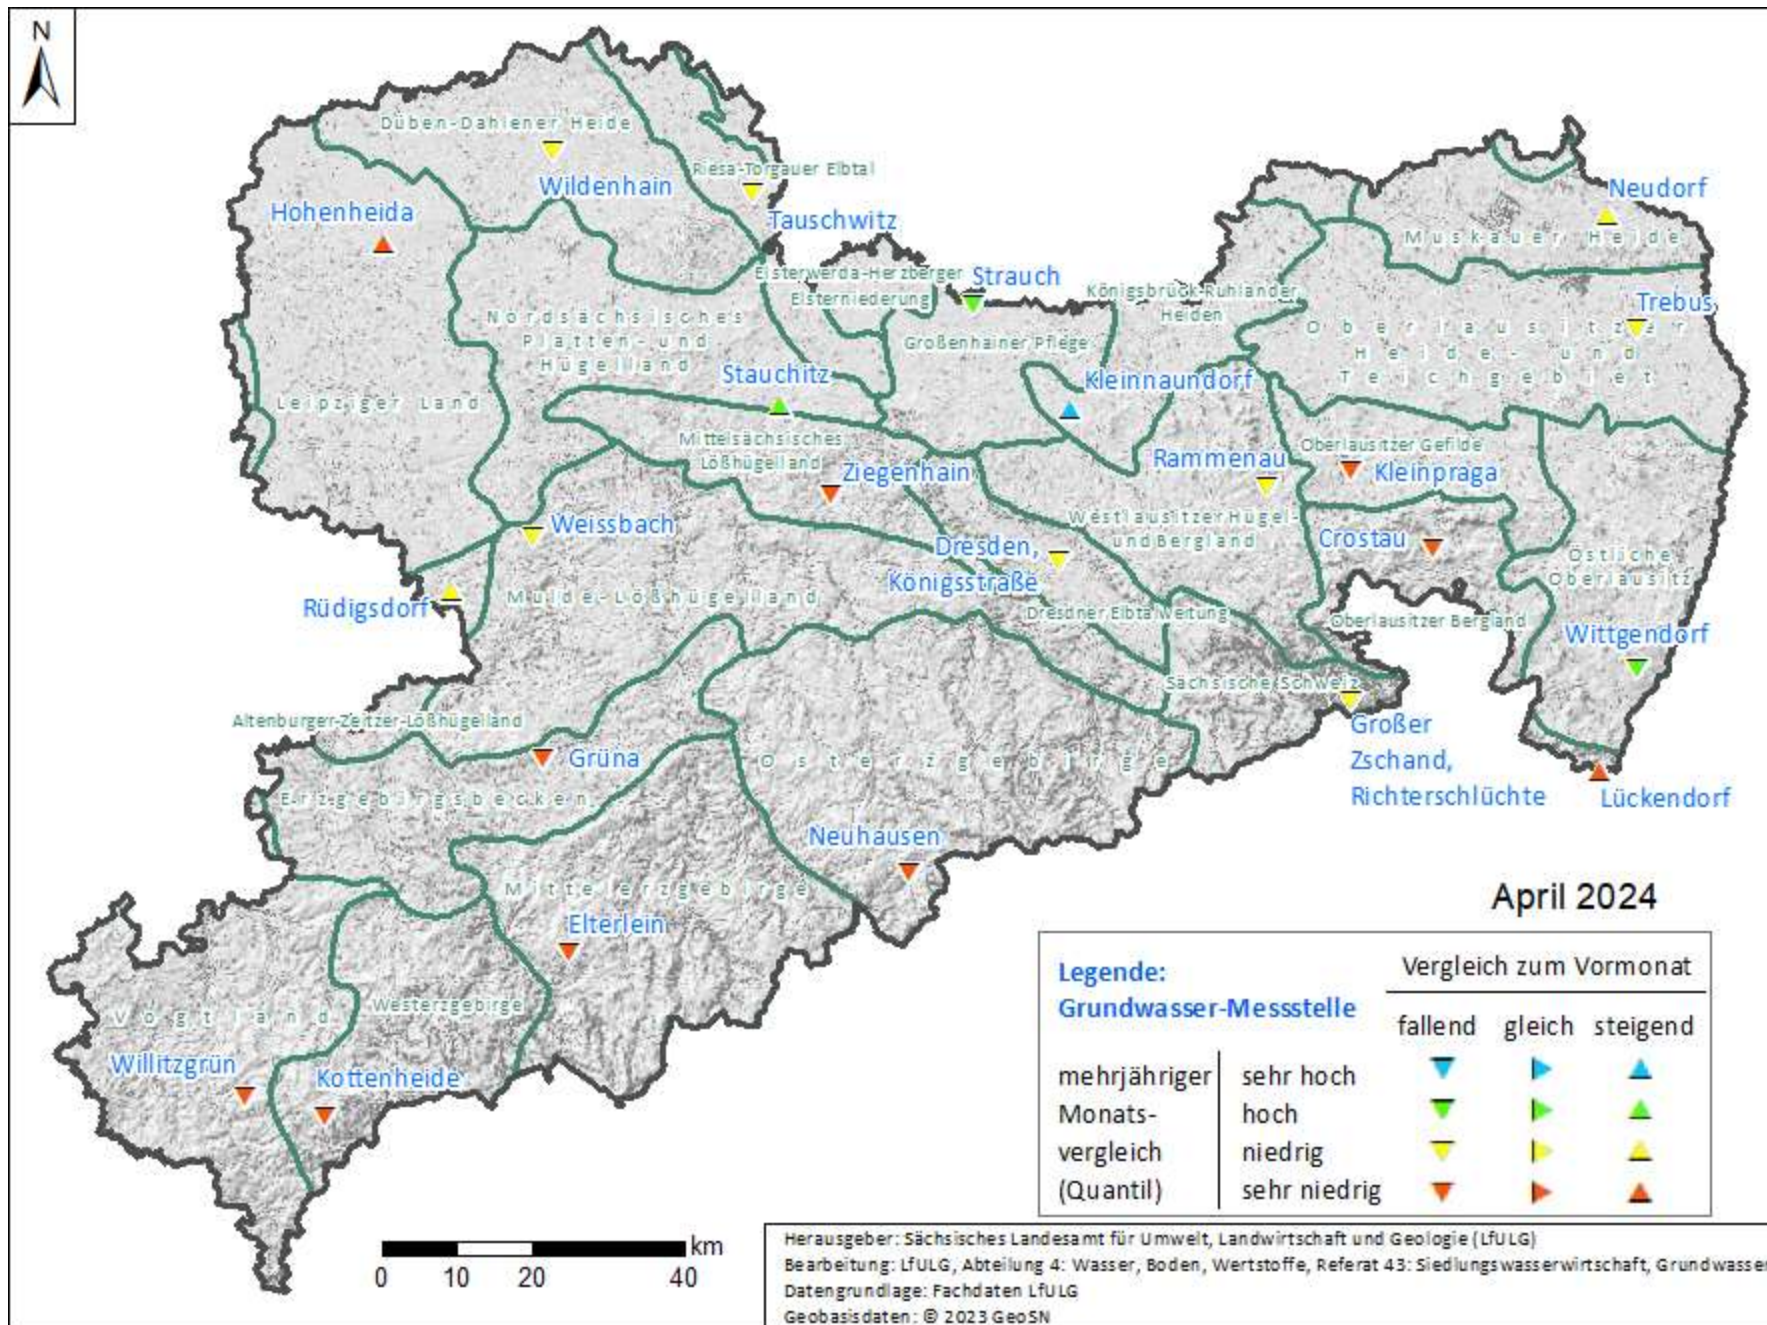 N
Düben-Dahlener Heide
Wildenhain
Riesa-Torgauer Elbtal
Tauschwitz
Hohenheida
Neudorf
Muskauer Heide
Elsterwerda-Herzberger
Elsterniederung
Strauch
Königsbrück-Ruhlander
Heiden
Trebus
Oberlausitzer
Heide- und
Teichgebiet
Nordsächsisches
Platten- und
Hügelland
Großenhainer Pflege
Stauchitz
Kleinnaundorf
Leipziger Land
Mittelsächsisches
Lößhügelland
Ziegenhain
Rammenau
Oberlausitzer Gefilde
Kleinpraga
Weissbach
Westlausitzer Hügel-
und Bergland
Crostau
Dresden,
Königsstraße
Östliche
Oberlausitz
Rüdigsdorf
Mulde-Lößhügelland
Dresdner Elbtalweitung
Oberlausitzer Bergland
Wittgendorf
Sächsische Schweiz
Altenburger-Zeitzer-Lößhügelland
Großer
Zschand,
Richterschlüchte
Grüna
Osterzgebirge
Lückendorf
Erzgebirgsbecken
Neuhausen
Mittelerzgebirge
Elterlein
Westerzgebirge
Vogtland
Willitzgrün
Kottenheide
April 2024
Legende:
Grundwasser-Messstelle
Vergleich zum Vormonat
fallend gleich steigend
mehrjähriger sehr hoch
Monats- hoch
vergleich niedrig
(Quantil) sehr niedrig
km
0 10 20 40
Herausgeber: Sächsisches Landesamt für Umwelt, Landwirtschaft und Geologie (LfULG)
Bearbeitung: LfULG, Abteilung 4: Wasser, Boden, Wertstoffe, Referat 43: Siedlungswasserwirtschaft, Grundwasser
Datengrundlage: Fachdaten LfULG
Geobasisdaten: © 2023 GeoSN